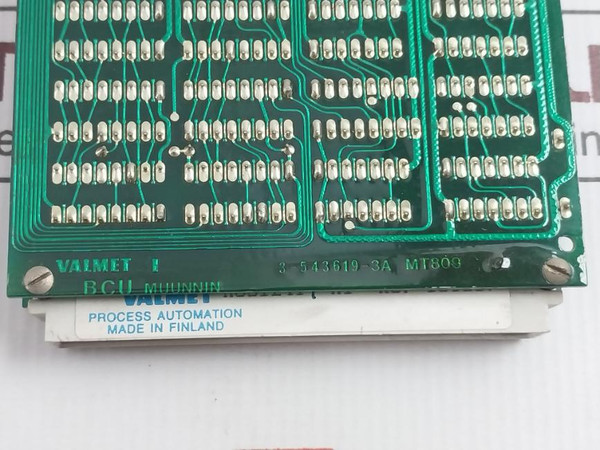 VALMET I 3-543619-3A MT809
BCU MUUNNIN
VALMET
PROCESS AUTOMATION
MADE IN FINLAND